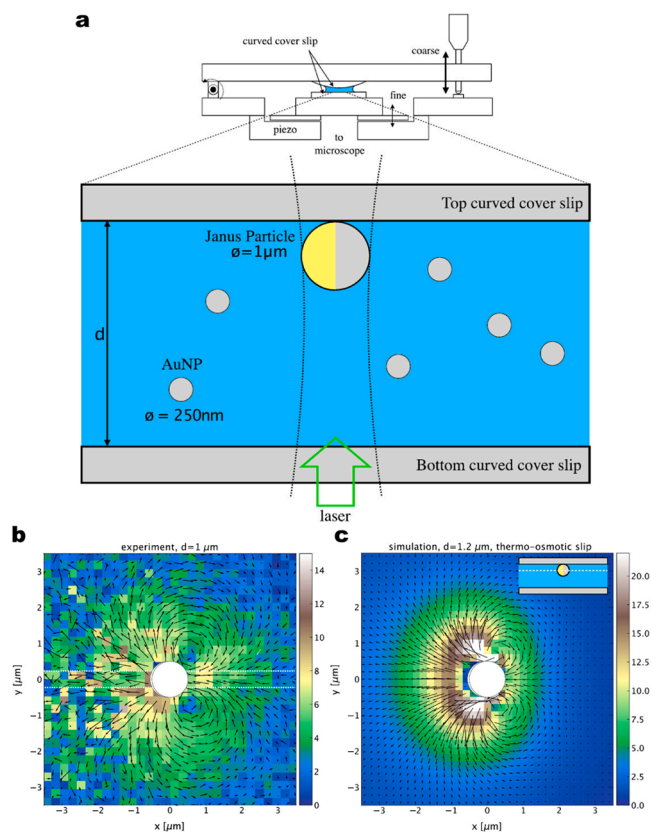 a
curved cover slip
coarse
fine
piezo
to
microscope
Top curved cover slip
Janus Particle
ø=1μm
d
AuNP
ø = 250nm
Bottom curved cover slip
laser
b
experiment, d=1 μm
3
2
1
0
−1
−2
−3
y [μm]
−3 −2 −1 0 1 2 3
x [μm]
14
12
10
8
6
4
2
0
c
simulation, d=1.2 μm, thermo-osmotic slip
3
2
1
0
−1
−2
−3
y [μm]
−3 −2 −1 0 1 2 3
x [μm]
20.0
17.5
15.0
12.5
10.0
7.5
5.0
2.5
0.0